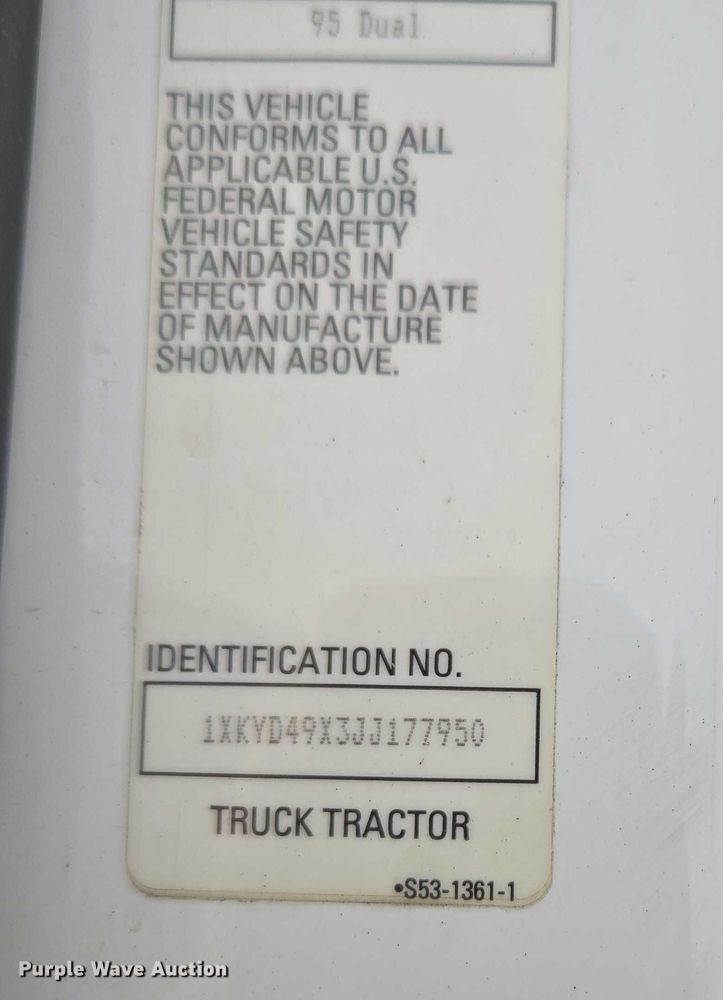 95 Dual
THIS VEHICLE
CONFORMS TO ALL
APPLICABLE U.S.
FEDERAL MOTOR
VEHICLE SAFETY
STANDARDS IN
EFFECT ON THE DATE
OF MANUFACTURE
SHOWN ABOVE.
IDENTIFICATION NO.
1XKYD49X3JJ177950
TRUCK TRACTOR
•S53-1361-1
Purple Wave Auction